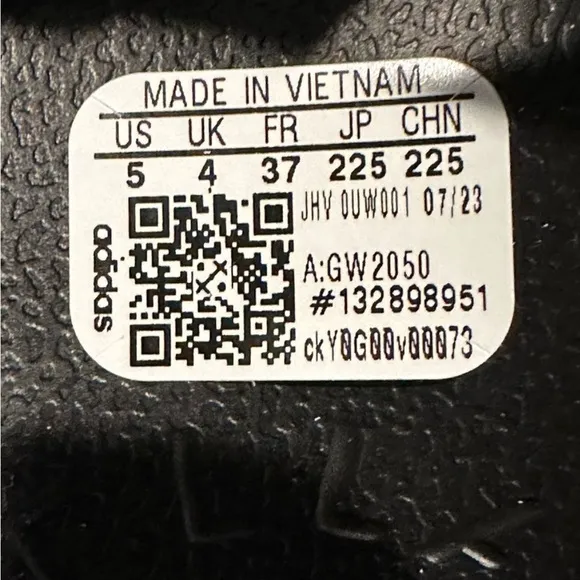 MADE IN VIETNAM
US UK FR JP CHN
5 4 37 225 225
JHV 0UW001 07/23
A:GW2050
#132898951
ckY0G00v00073
adidas